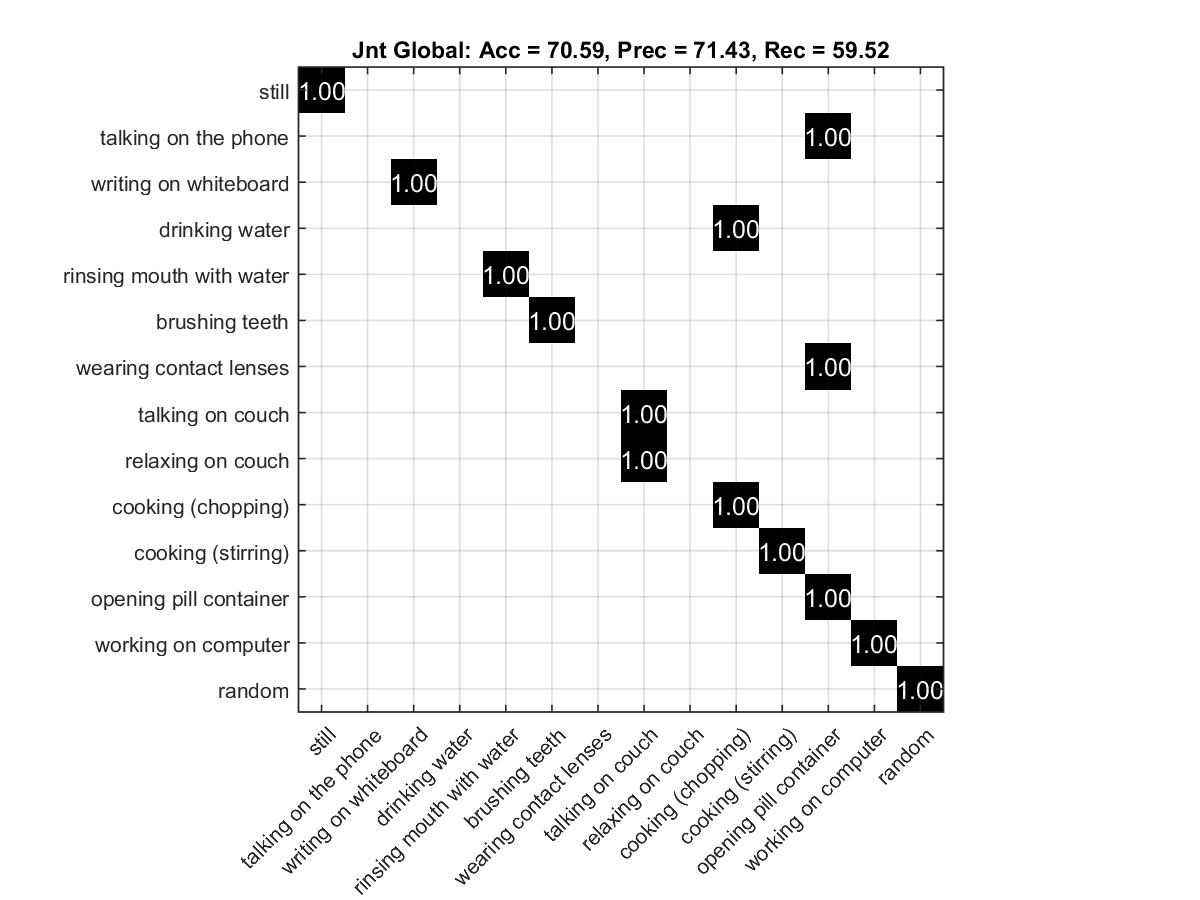 Jnt Global: Acc = 70.59, Prec = 71.43, Rec = 59.52
still 1.00
talking on the phone 1.00
writing on whiteboard 1.00
drinking water 1.00
rinsing mouth with water 1.00
brushing teeth 1.00
wearing contact lenses 1.00
talking on couch 1.00
relaxing on couch 1.00
cooking (chopping) 1.00
cooking (stirring) 1.00
opening pill container 1.00
working on computer 1.00
random 1.00
still
talking on the phone
writing on whiteboard
drinking water
rinsing mouth with water
brushing teeth
wearing contact lenses
talking on couch
relaxing on couch
cooking (chopping)
cooking (stirring)
opening pill container
working on computer
random